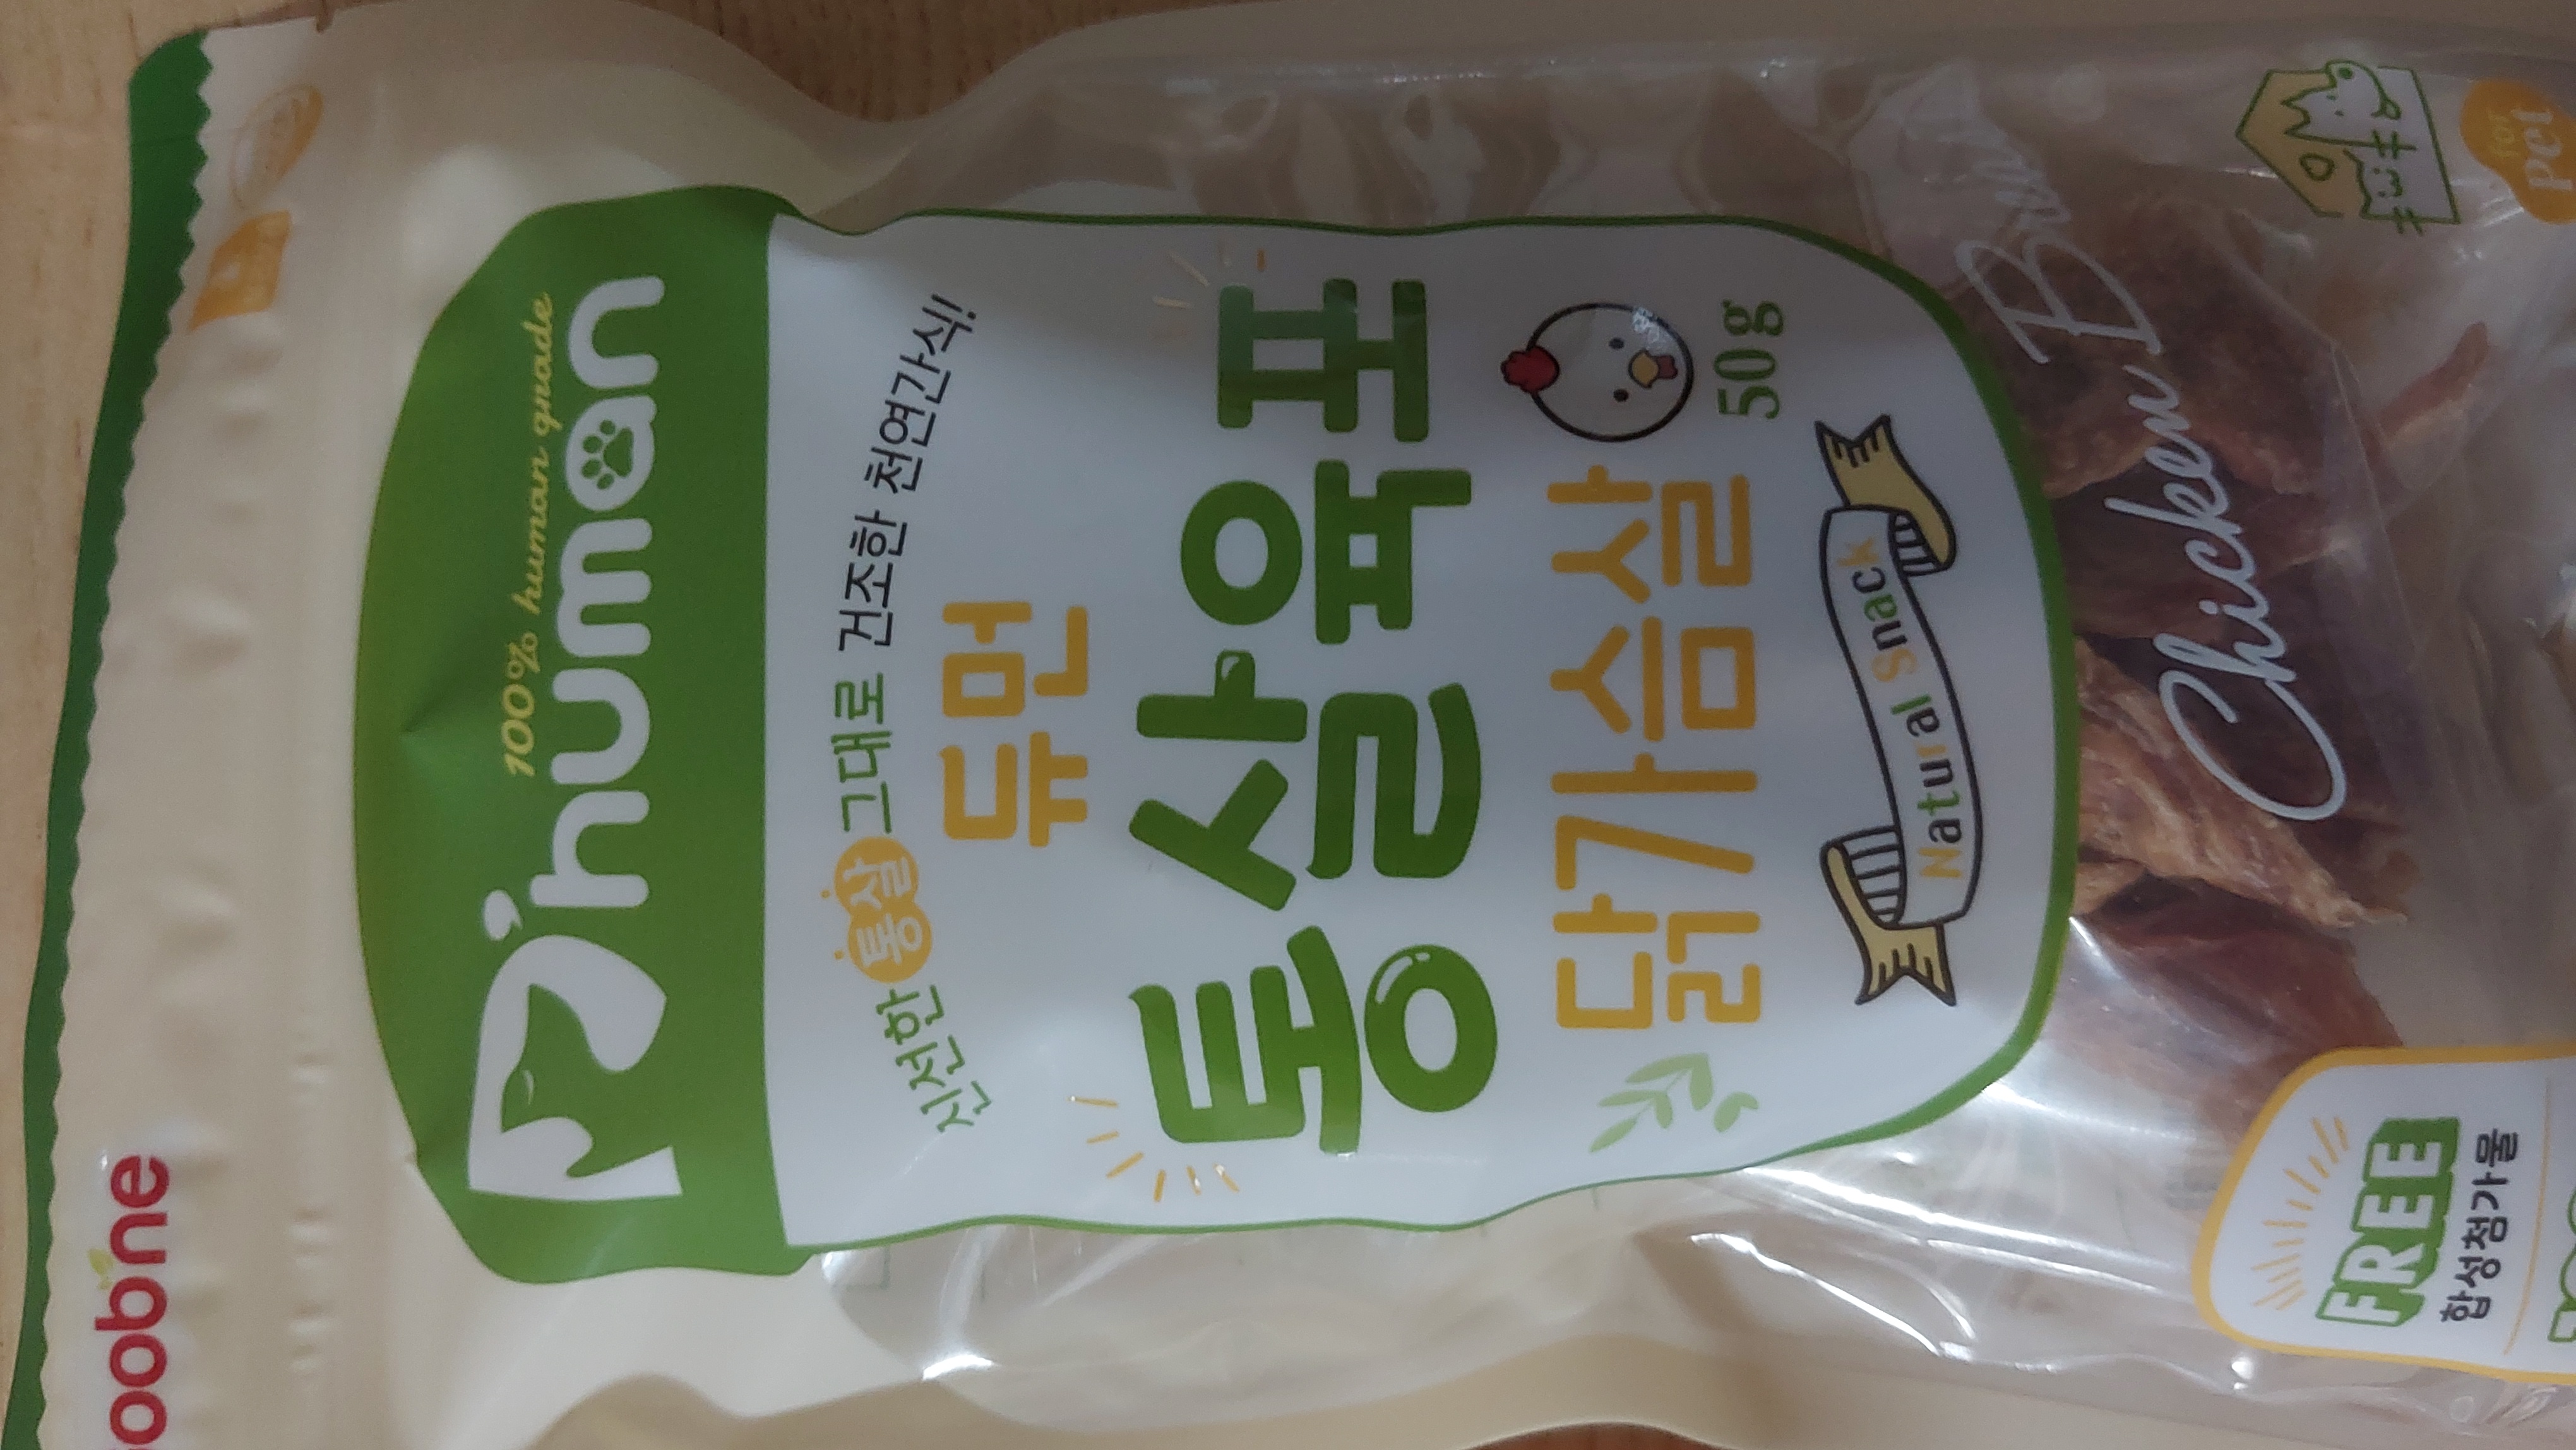 100% human grade
D'human
신선한 통살 그대로 건조한 천연간식!
듀먼
통살육포
닭가슴살
50g
Natural Snack
Chicken
for
pet
FREE
합성첨가물